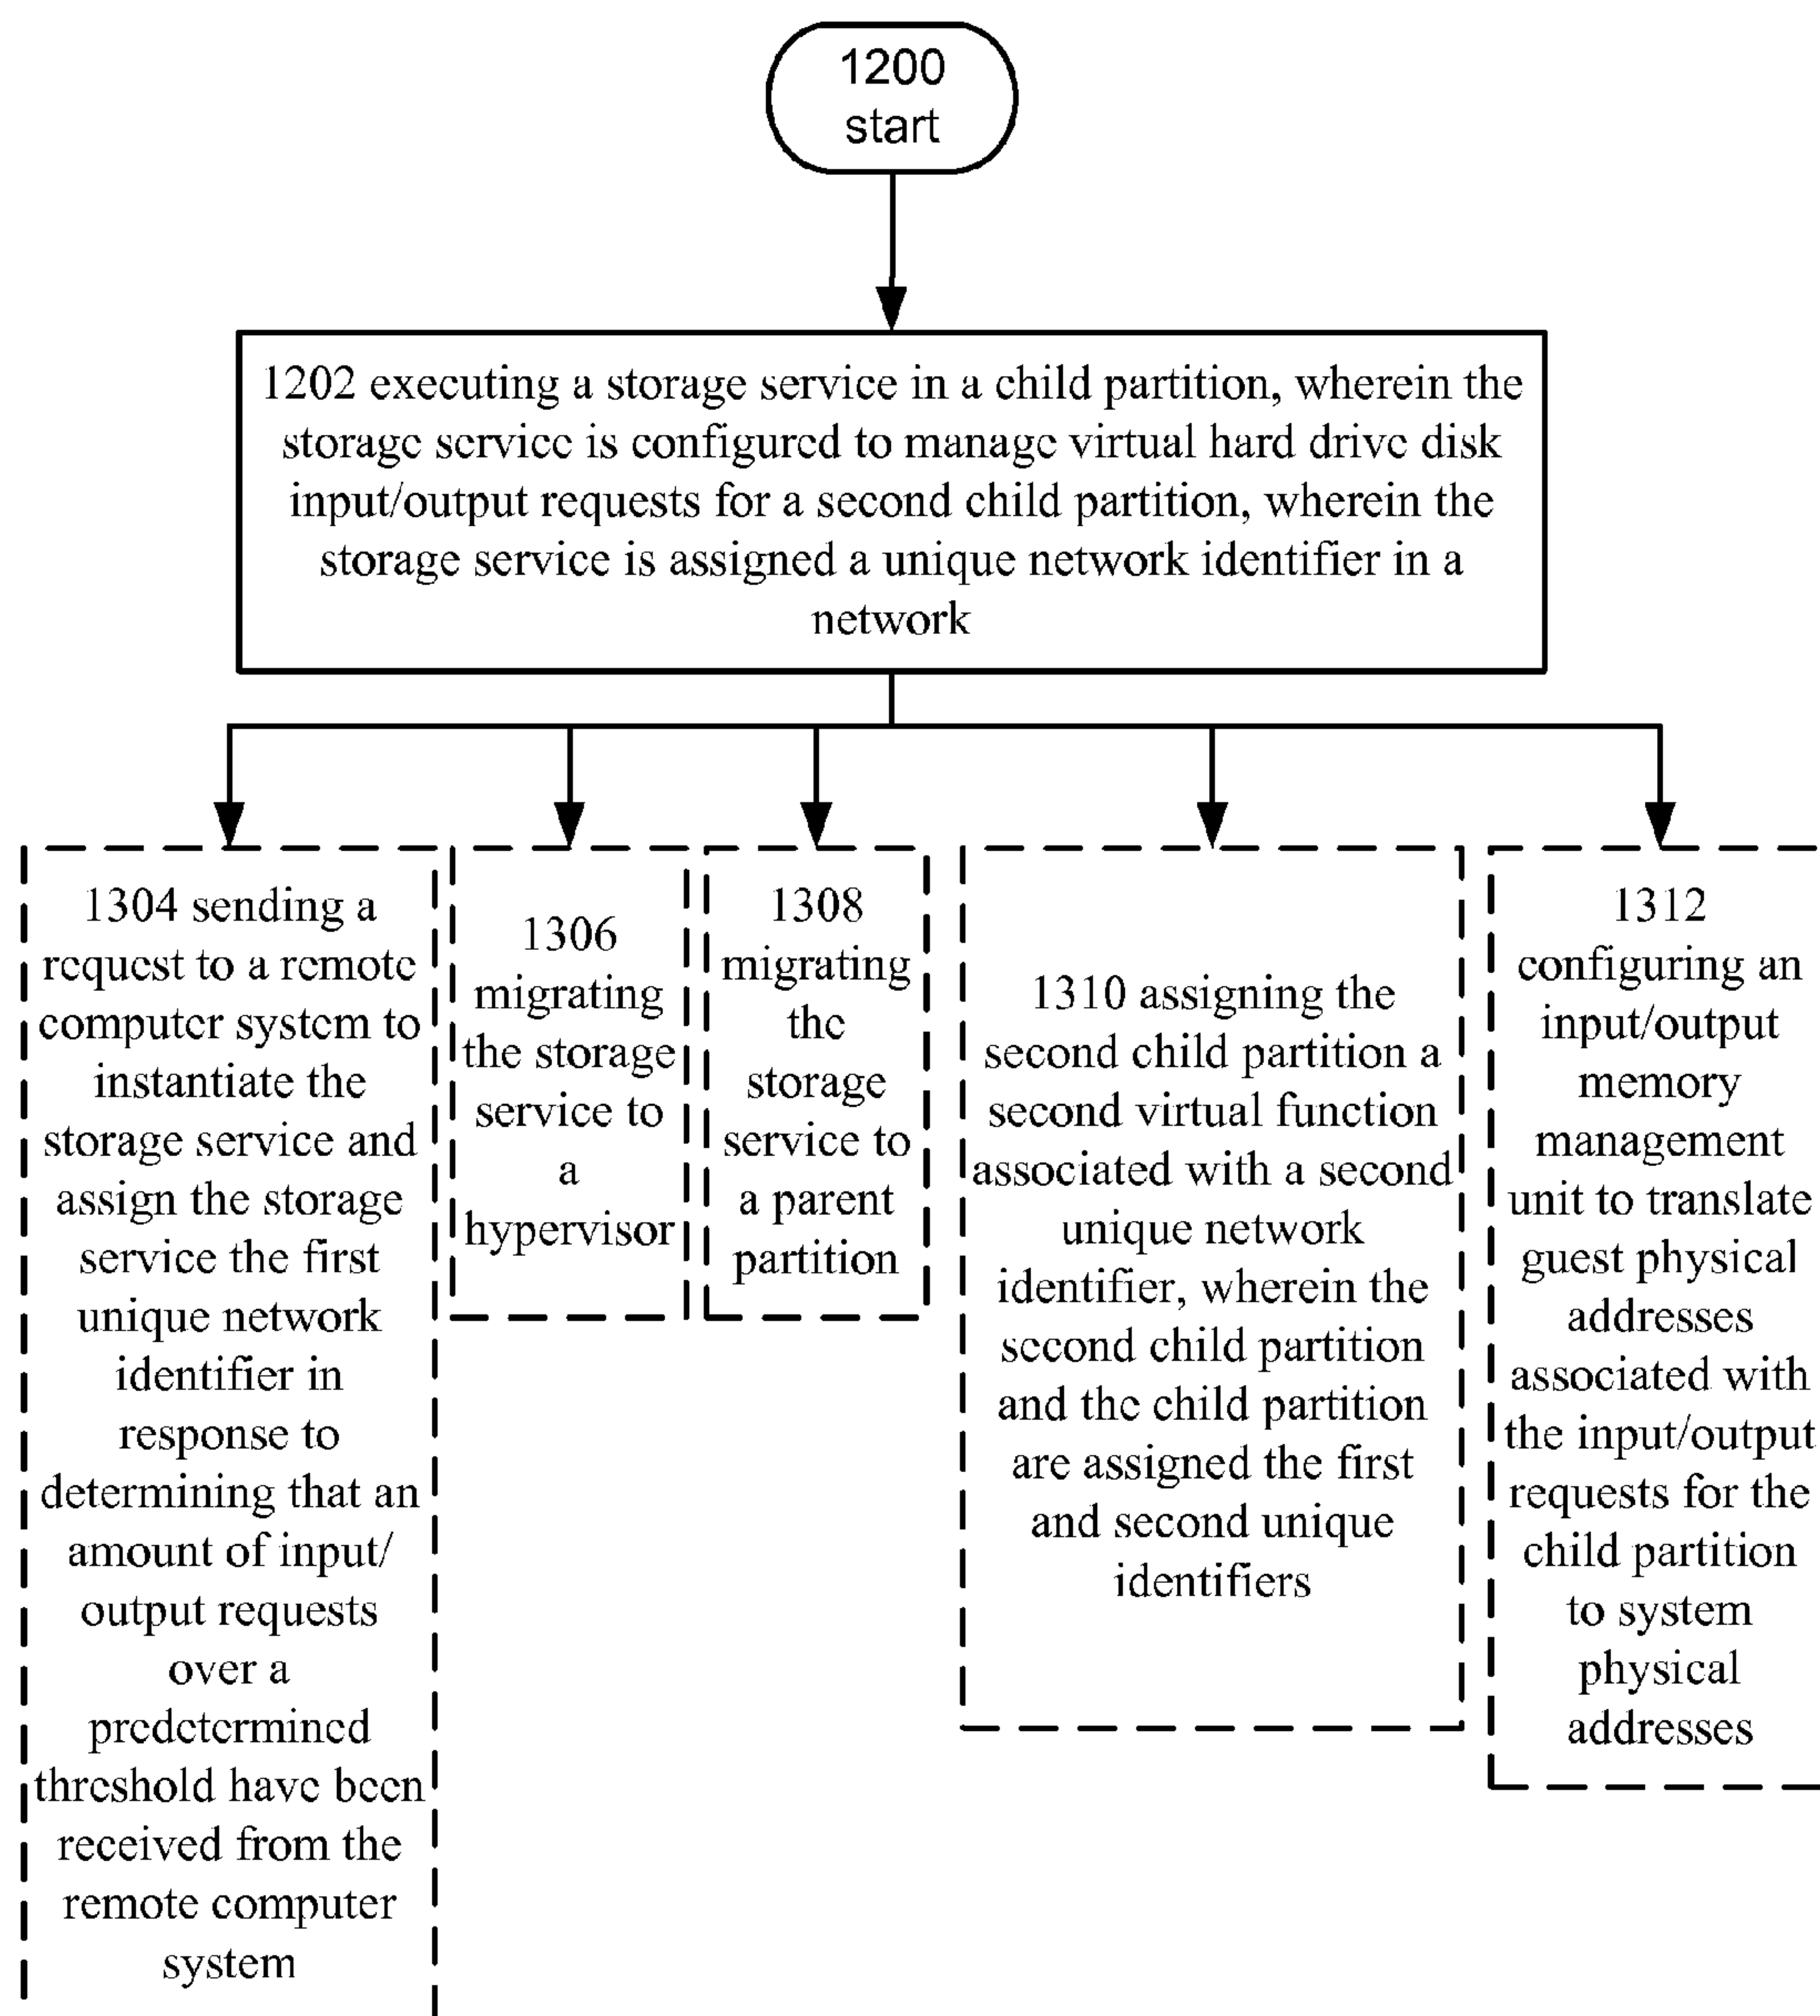 1200
start
1202 executing a storage service in a child partition, wherein the
storage service is configured to manage virtual hard drive disk
input/output requests for a second child partition, wherein the
storage service is assigned a unique network identifier in a
network
1304 sending a
request to a remote
computer system to
instantiate the
storage service and
assign the storage
service the first
unique network
identifier in
response to
determining that an
amount of input/
output requests
over a
predetermined
threshold have been
received from the
remote computer
system
1306
migrating
the storage
service to
a
hypervisor
1308
migrating
the
storage
service to
a parent
partition
1310 assigning the
second child partition a
second virtual function
associated with a second
unique network
identifier, wherein the
second child partition
and the child partition
are assigned the first
and second unique
identifiers
1312
configuring an
input/output
memory
management
unit to translate
guest physical
addresses
associated with
the input/output
requests for the
child partition
to system
physical
addresses